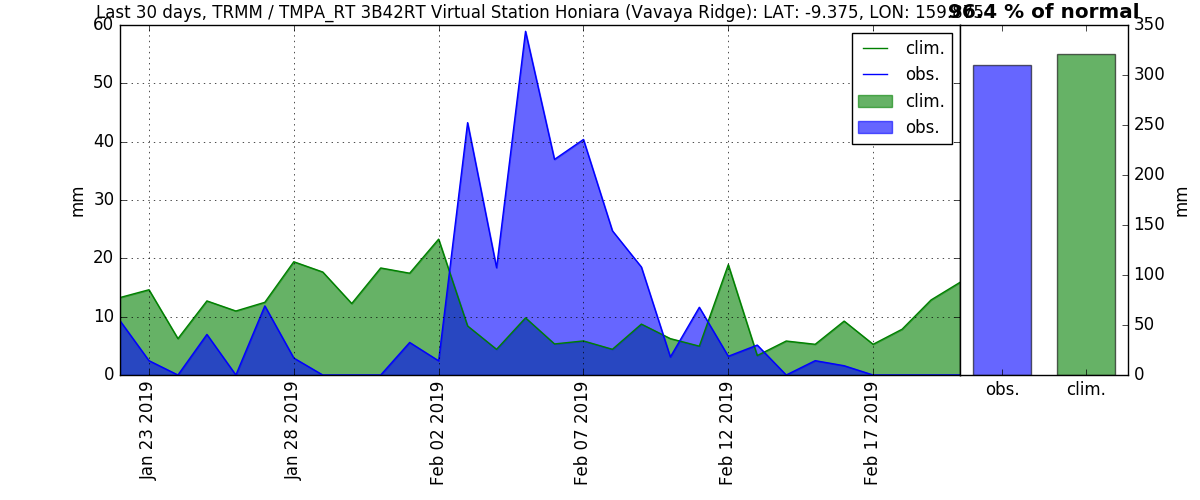 Last 30 days, TRMM / TMPA_RT 3B42RT Virtual Station Honiara (Vavaya Ridge): LAT: -9.375, LON:
96.4 % of normal
60
50
40
30
20
10
0
mm
clim.
obs.
clim.
obs.
Jan 23 2019
Jan 28 2019
Feb 02 2019
Feb 07 2019
Feb 12 2019
Feb 17 2019
350
300
250
200
150
100
50
0
mm
obs.
clim.